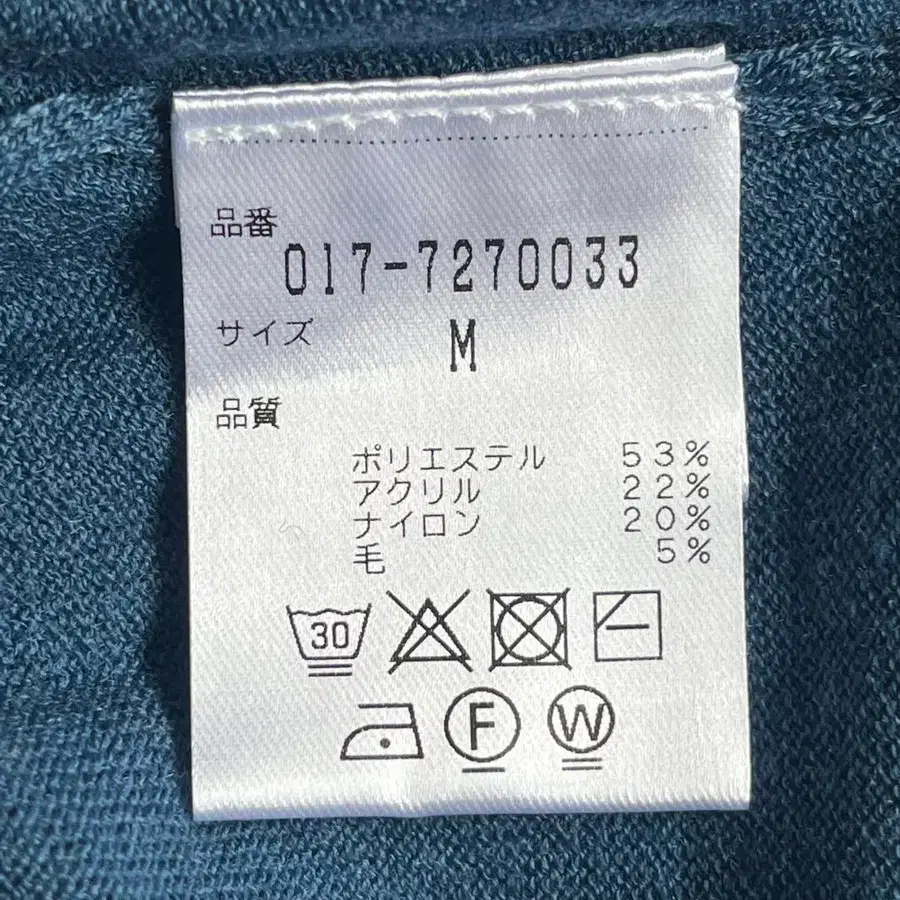 品番
017-7270033
サイズ M
品質
ポリエステル 53%
アクリル 22%
ナイロン 20%
毛 5%
30
F W